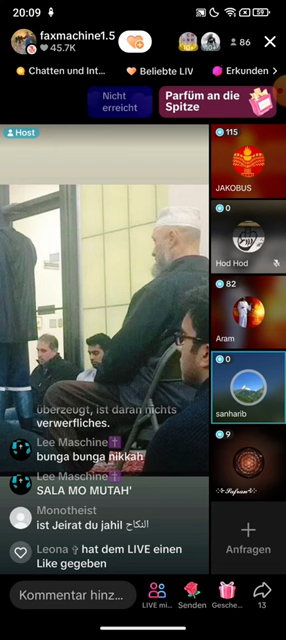 20:09
59
faxmachine1.5
45.7K
86
Chatten und Int...
Beliebte LIV
Erkunden
Nicht
erreicht
Parfüm an die
Spitze
Host
115
JAKOBUS
0
Hod Hod
82
Aram
0
sanharib
9
Safran
Anfragen
überzeugt, ist daran nichts
verwerfliches.
Lee Maschine
bunga bunga nikkah
Lee Maschine
SALA MO MUTAH'
Monotheist
ist Jeirat du jahil النكاح
Leona hat dem LIVE einen
Like gegeben
Kommentar hinz...
LIVE mi...
Senden
Gesche...
13